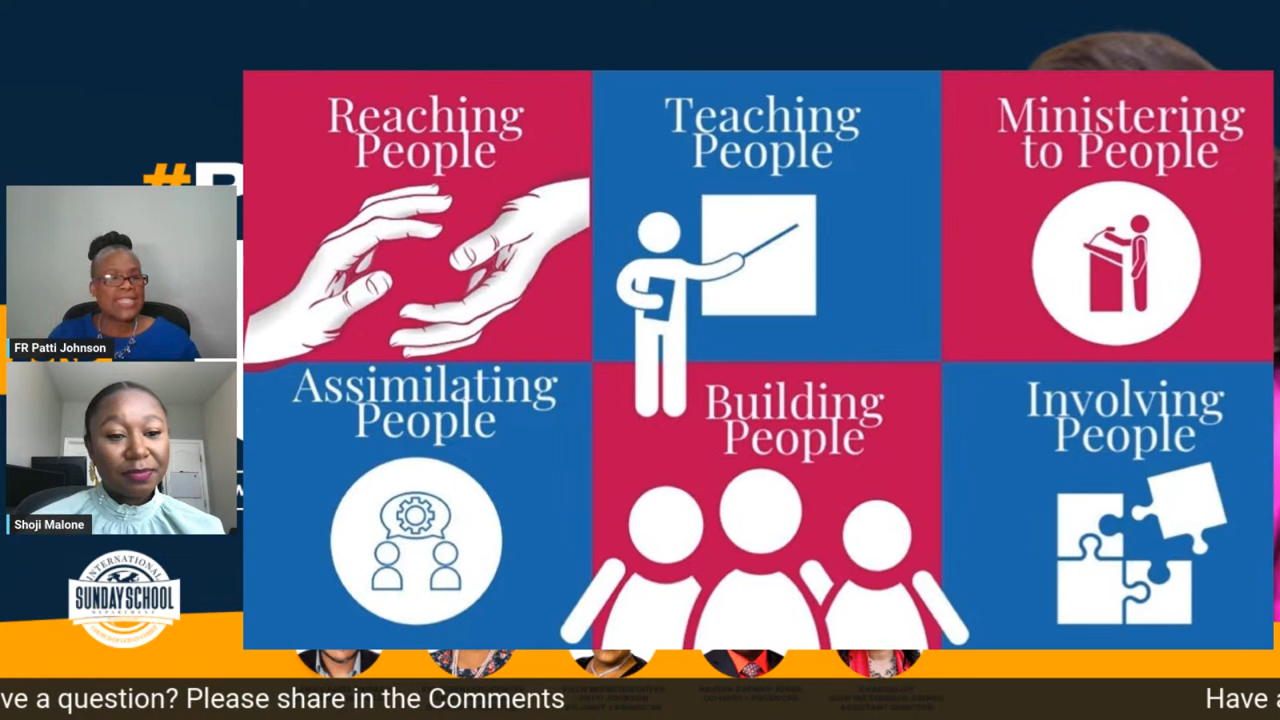 Reaching
People
Teaching
People
Ministering
to People
Assimilating
People
Building
People
Involving
People
#
FR Patti Johnson
Shoji Malone
INTERNATIONAL
SUNDAY SCHOOL
DEPARTMENT
ve a question? Please share in the Comments
Have